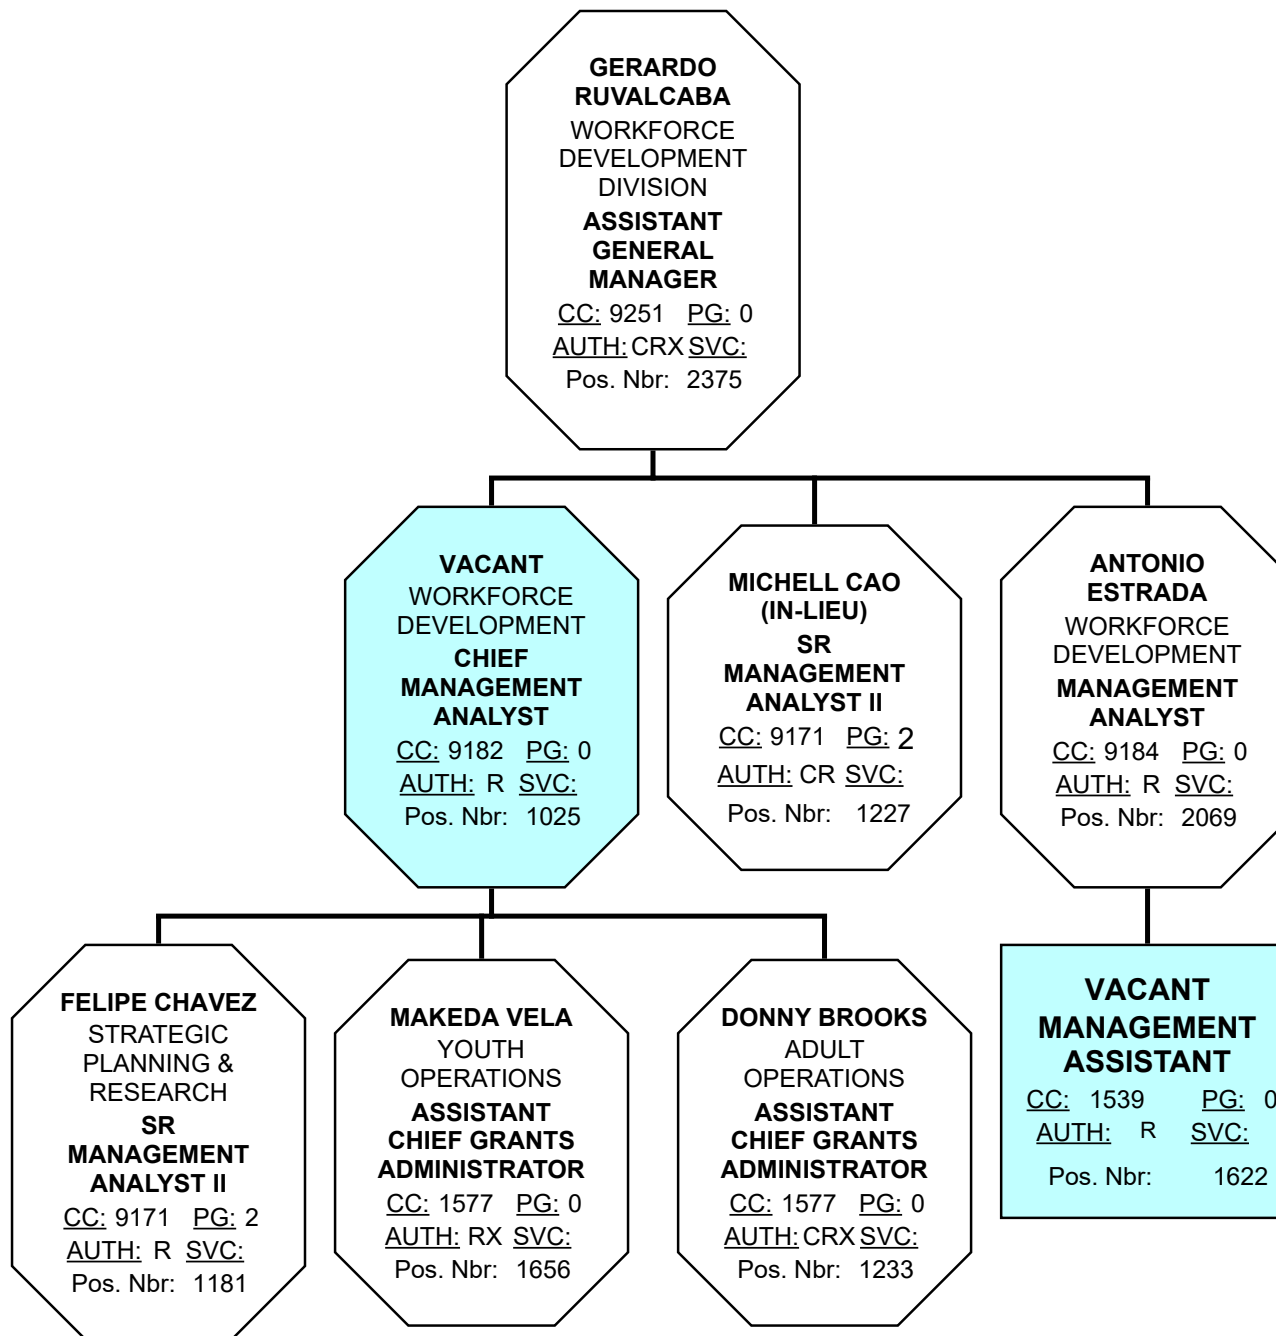 GERARDO
RUVALCABA
WORKFORCE
DEVELOPMENT
DIVISION
ASSISTANT
GENERAL
MANAGER
CC: 9251 PG: 0
AUTH: CRX SVC:
Pos. Nbr: 2375
VACANT
WORKFORCE
DEVELOPMENT
CHIEF
MANAGEMENT
ANALYST
CC: 9182 PG: 0
AUTH: R SVC:
Pos. Nbr: 1025
MICHELL CAO
(IN-LIEU)
SR
MANAGEMENT
ANALYST II
CC: 9171 PG: 2
AUTH: CR SVC:
Pos. Nbr: 1227
ANTONIO
ESTRADA
WORKFORCE
DEVELOPMENT
MANAGEMENT
ANALYST
CC: 9184 PG: 0
AUTH: R SVC:
Pos. Nbr: 2069
FELIPE CHAVEZ
STRATEGIC
PLANNING &
RESEARCH
SR
MANAGEMENT
ANALYST II
CC: 9171 PG: 2
AUTH: R SVC:
Pos. Nbr: 1181
MAKEDA VELA
YOUTH
OPERATIONS
ASSISTANT
CHIEF GRANTS
ADMINISTRATOR
CC: 1577 PG: 0
AUTH: RX SVC:
Pos. Nbr: 1656
DONNY BROOKS
ADULT
OPERATIONS
ASSISTANT
CHIEF GRANTS
ADMINISTRATOR
CC: 1577 PG: 0
AUTH: CRX SVC:
Pos. Nbr: 1233
VACANT
MANAGEMENT
ASSISTANT
CC: 1539 PG: 0
AUTH: R SVC:
Pos. Nbr: 1622